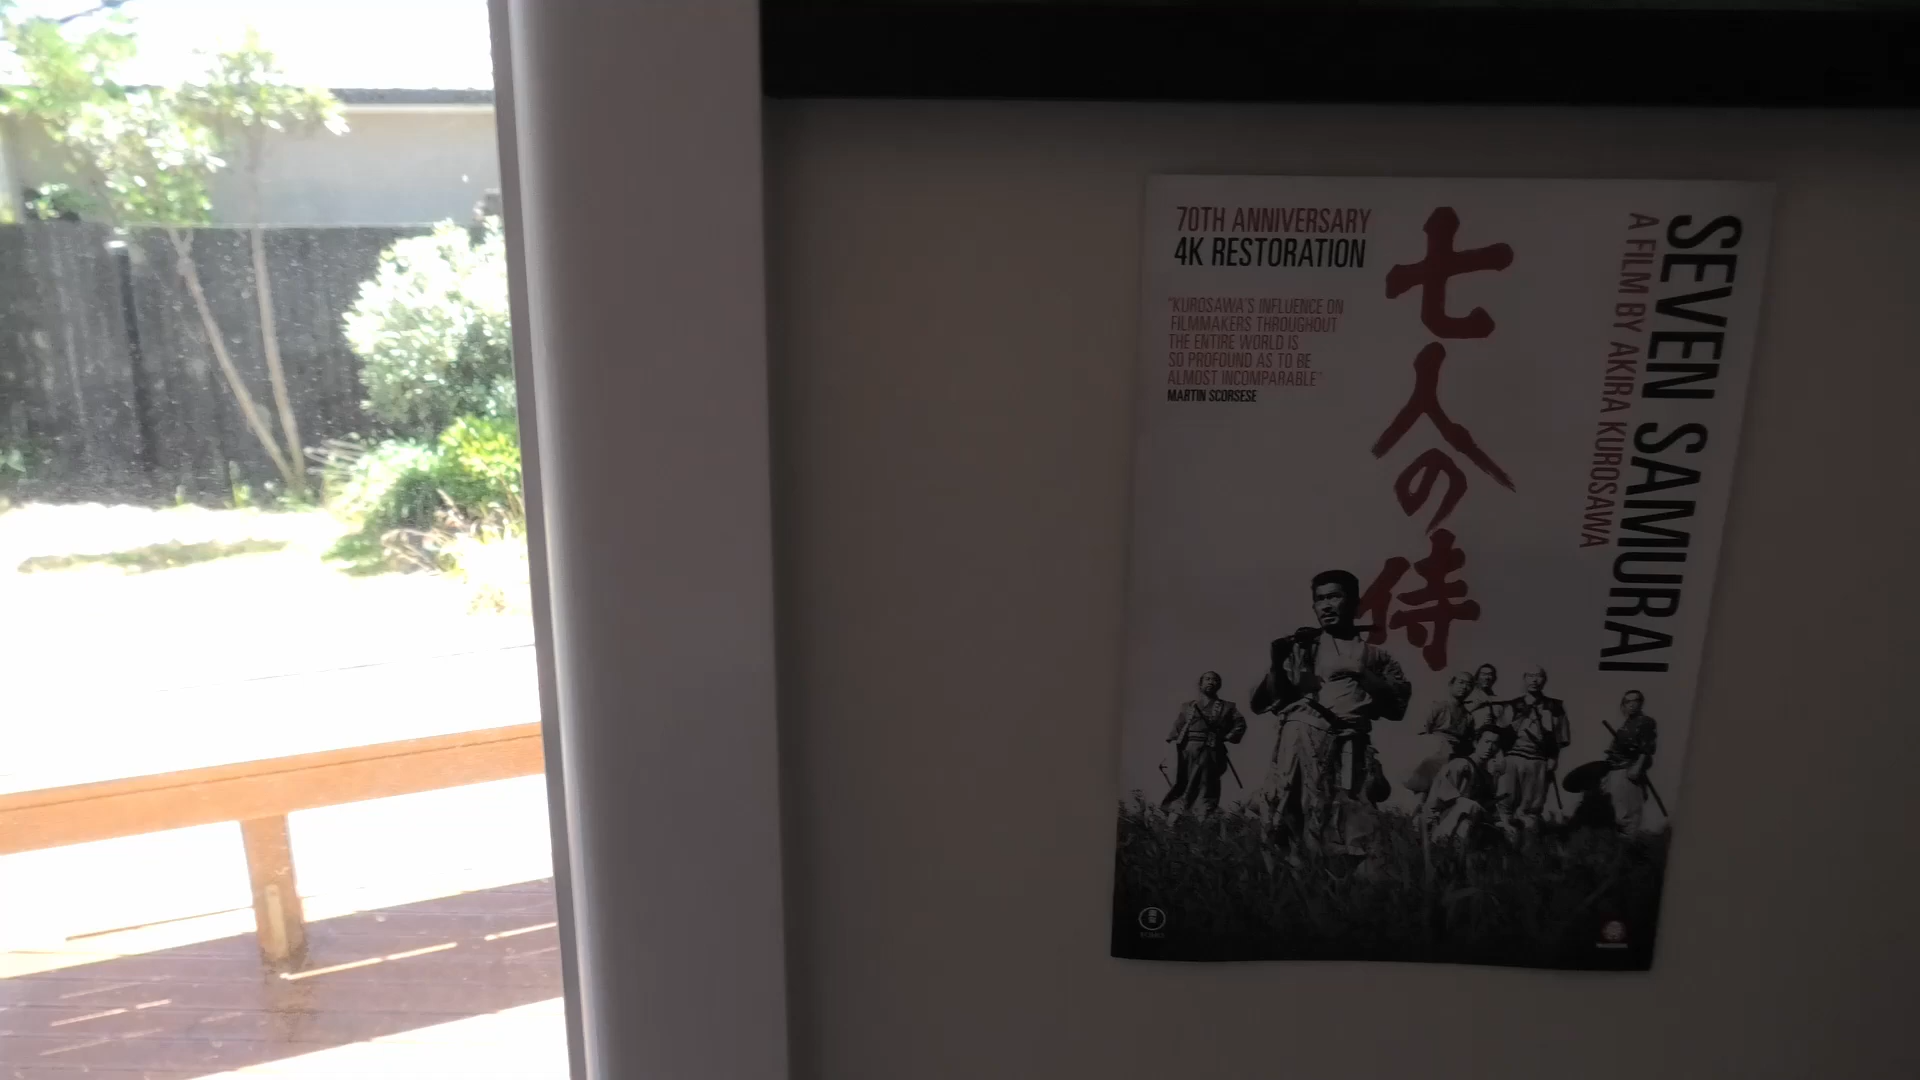 70TH ANNIVERSARY
4K RESTORATION
"KUROSAWA'S INFLUENCE ON
FILMMAKERS THROUGHOUT
THE ENTIRE WORLD IS
SO PROFOUND AS TO BE
ALMOST INCOMPARABLE"
MARTIN SCORSESE
七人の侍
SEVEN SAMURAI
A FILM BY AKIRA KUROSAWA